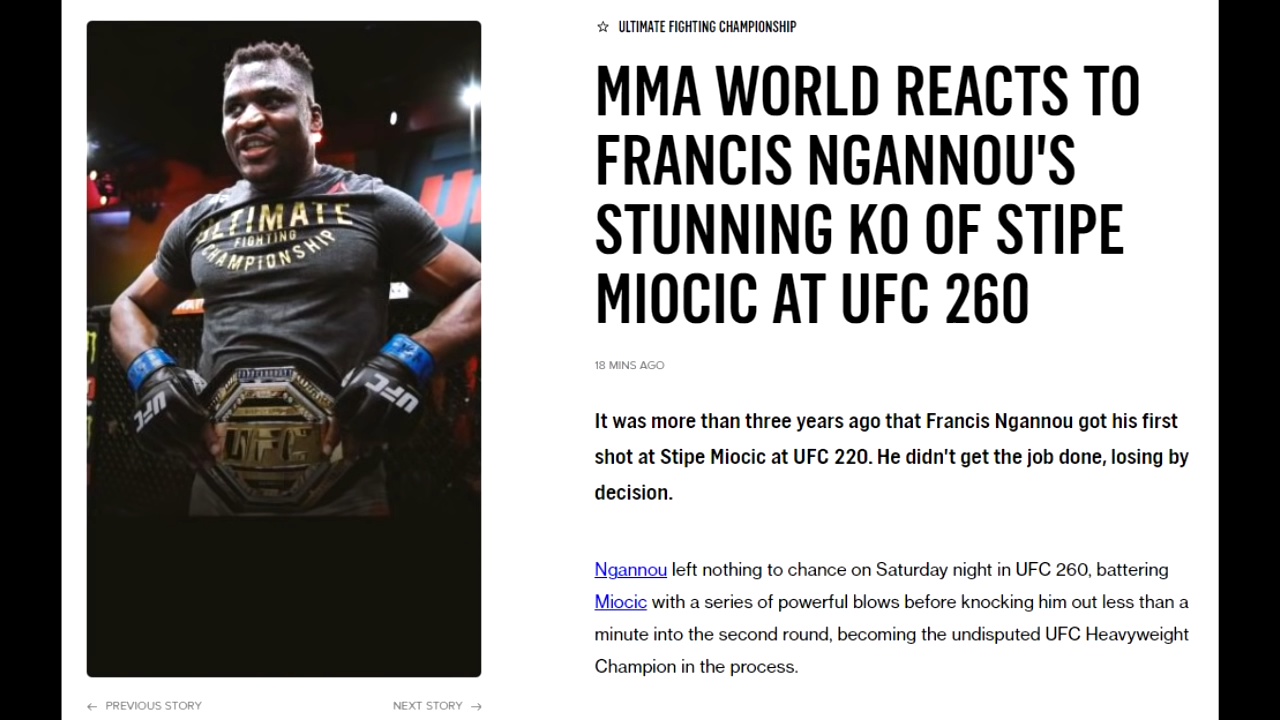 ULTIMATE
FIGHTING
CHAMPIONSHIP
UFC
UFC
UFC
← PREVIOUS STORY
NEXT STORY →
☆ ULTIMATE FIGHTING CHAMPIONSHIP
MMA WORLD REACTS TO
FRANCIS NGANNOU'S
STUNNING KO OF STIPE
MIOCIC AT UFC 260
18 MINS AGO
It was more than three years ago that Francis Ngannou got his first
shot at Stipe Miocic at UFC 220. He didn't get the job done, losing by
decision.
Ngannou left nothing to chance on Saturday night in UFC 260, battering
Miocic with a series of powerful blows before knocking him out less than a
minute into the second round, becoming the undisputed UFC Heavyweight
Champion in the process.